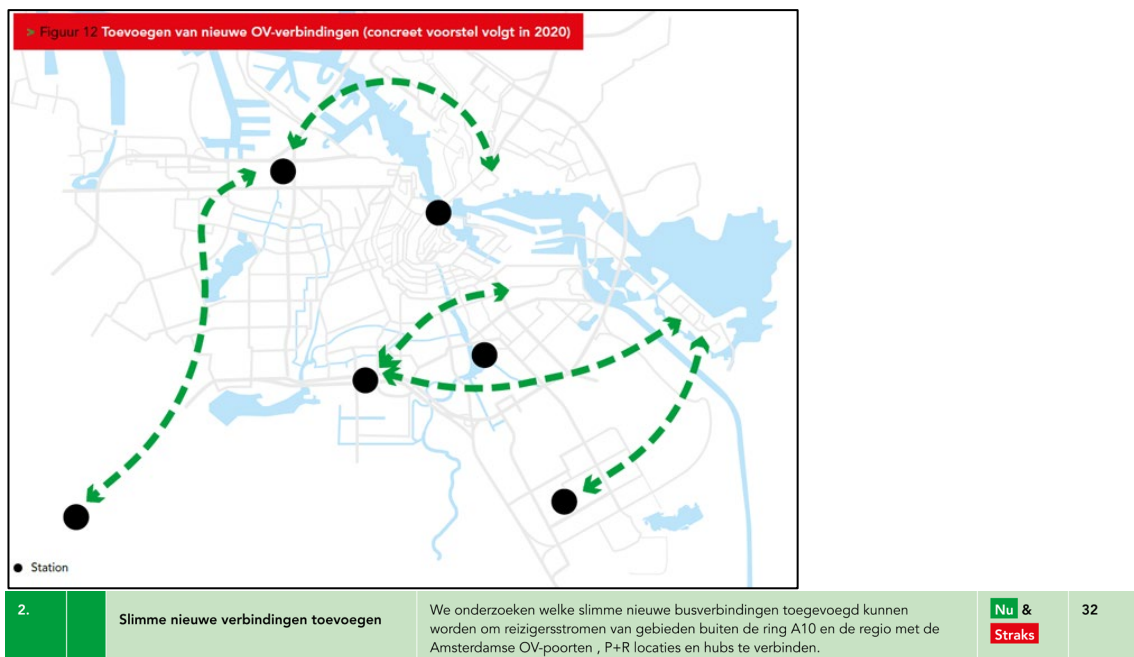 > Figuur 12 Toevoegen van nieuwe OV-verbindingen (concreet voorstel volgt in 2020)
Station
2.
Slimme nieuwe verbindingen toevoegen
We onderzoeken welke slimme nieuwe busverbindingen toegevoegd kunnen
worden om reizigersstromen van gebieden buiten de ring A10 en de regio met de
Amsterdamse OV-poorten , P+R locaties en hubs te verbinden.
Nu &
Straks
32